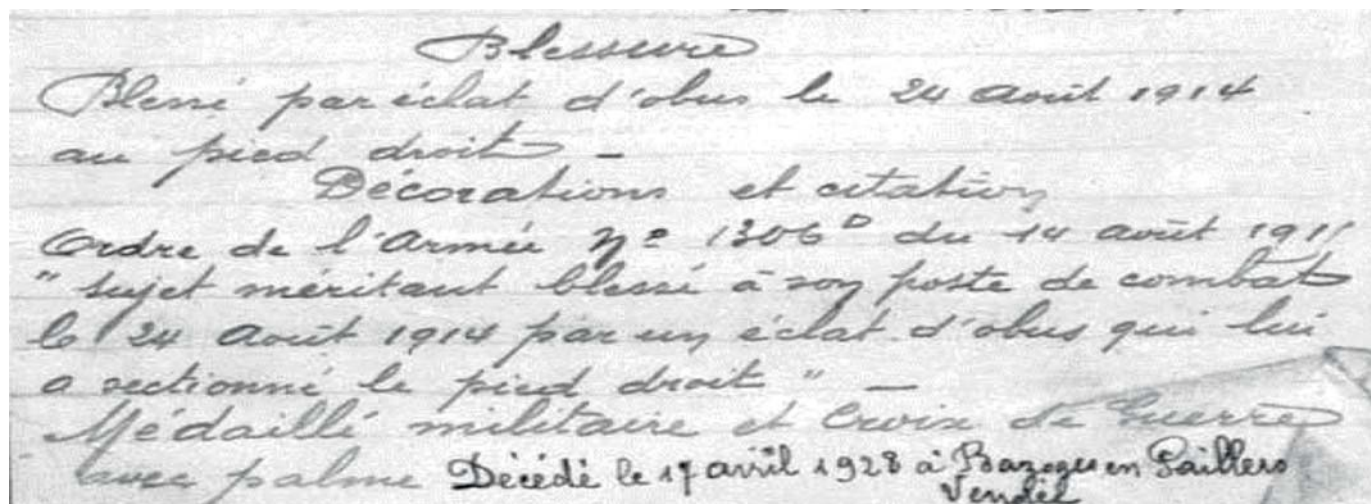 Blessure
Blessé par éclat d'obus le 24 Août 1914
au pied droit —
Décorations et citation
Ordre de l'Armée Nº 1306 D du 14 août 191
" sujet méritant blessé à son poste de combat
le 24 Août 1914 par un éclat d'obus qui lui
a sectionné le pied droit " —
Médaillé militaire et Croix de Guerre
avec palme Décédé le 17 avril 1928 à Bazoges en Paillers
Vendée